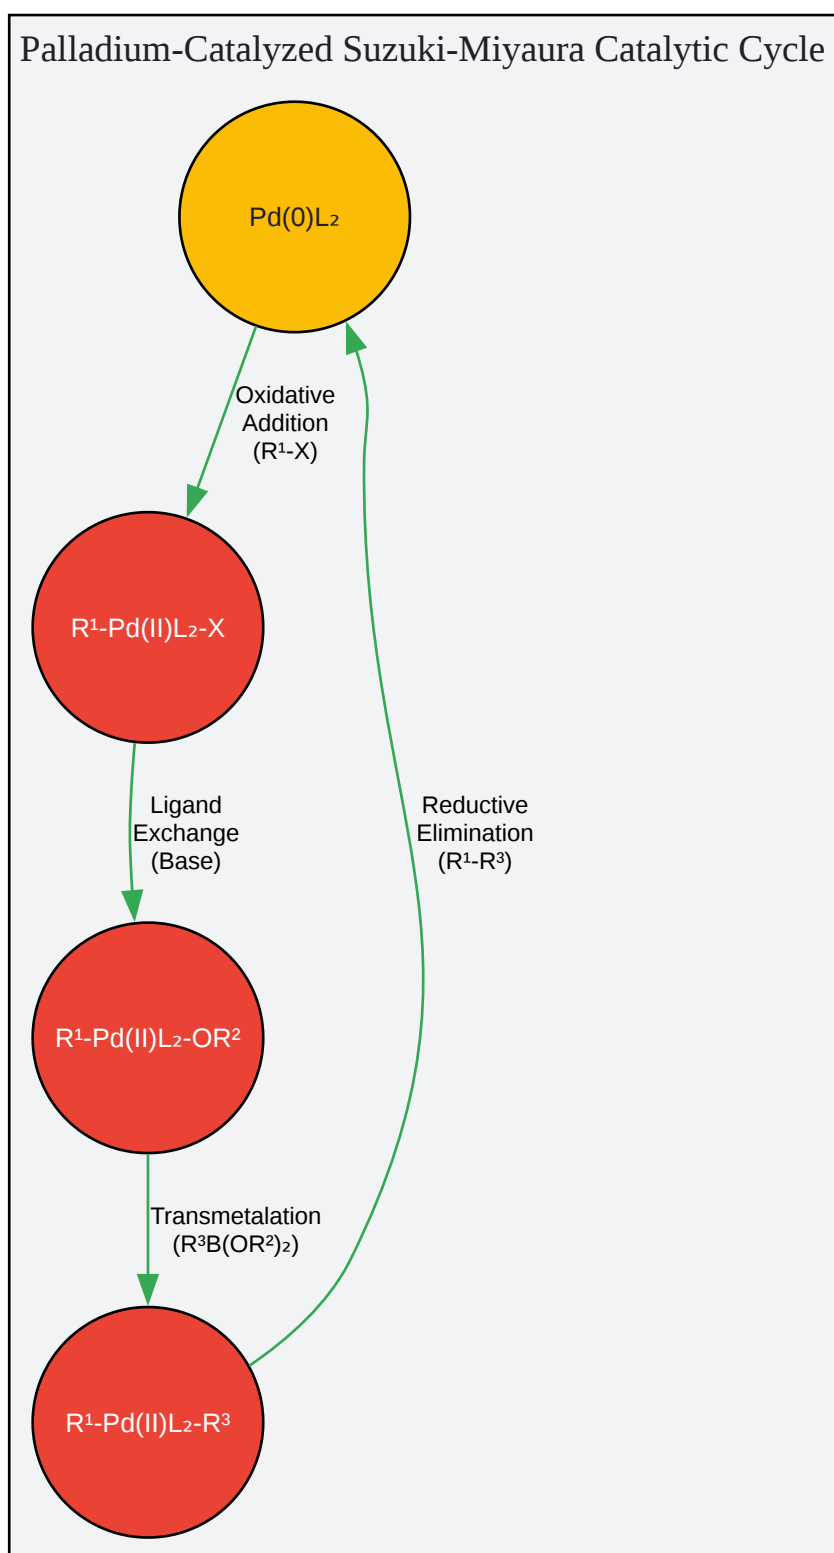 Palladium-Catalyzed Suzuki-Miyaura Catalytic Cycle
Pd(0)L₂
Oxidative
Addition
(R¹-X)
R¹-Pd(II)L₂-X
Ligand
Exchange
(Base)
Reductive
Elimination
(R¹-R³)
R¹-Pd(II)L₂-OR²
Transmetalation
(R³B(OR²)₂)
R¹-Pd(II)L₂-R³